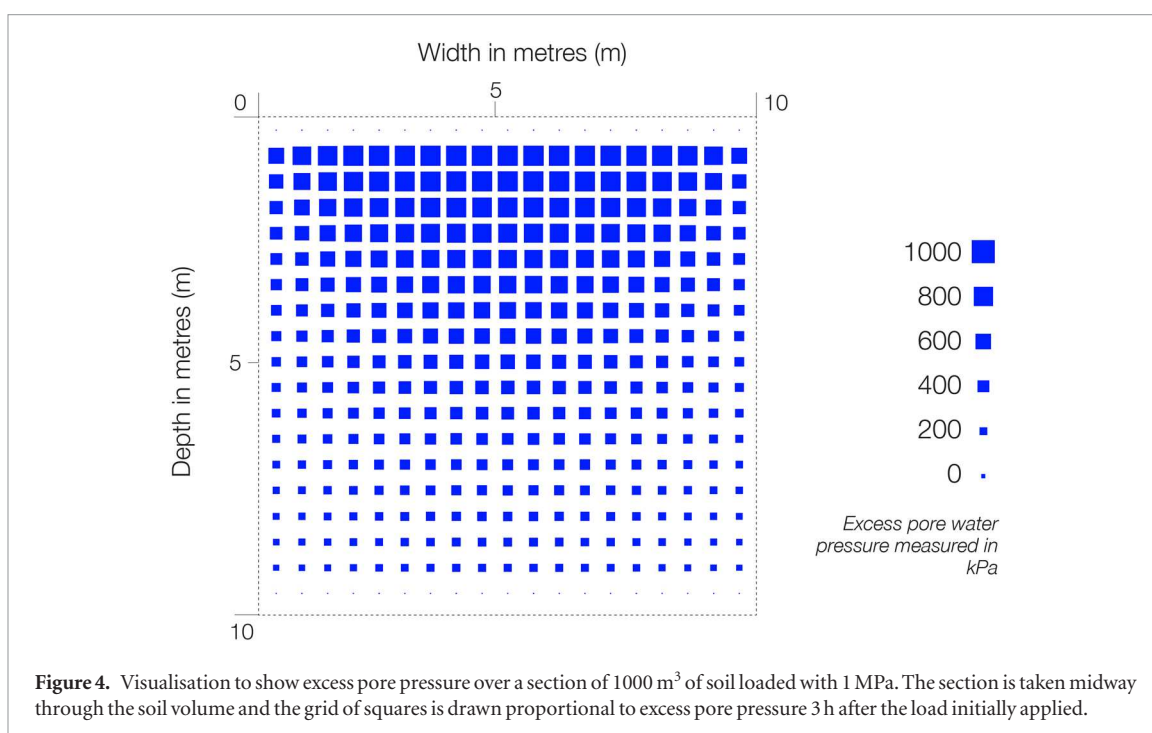 Width in metres (m)
0
5
10
Depth in metres (m)
5
10
1000
800
600
400
200
0
Excess pore water
pressure measured in
kPa
Figure 4. Visualisation to show excess pore pressure over a section of 1000 m³ of soil loaded with 1 MPa. The section is taken midway
through the soil volume and the grid of squares is drawn proportional to excess pore pressure 3 h after the load initially applied.